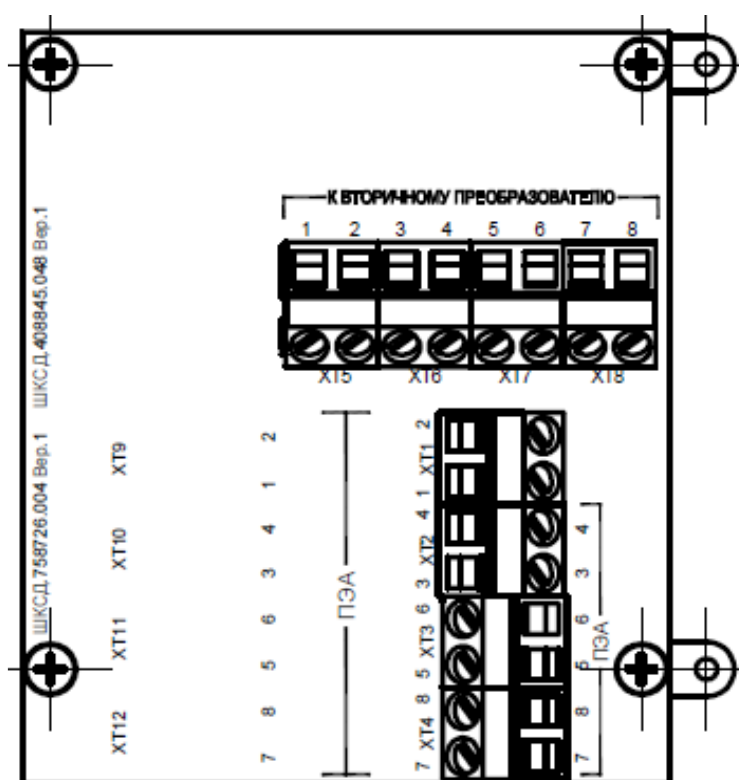 К ВТОРИЧНОМУ ПРЕОБРАЗОВАТЕЛЮ
1 2 3 4 5 6 7 8
XT5 XT6 XT7 XT8
ШКСД.408845.048 Вер.1
ШКСД.758726.004 Вер.1
XT9
2
1
XT10
4
3
XT11
6
5
XT12
8
7
ПЭА
2
XT1
1
4
XT2
3
6
XT3
5
8
XT4
7
4
3
6
5
8
7
ПЭА